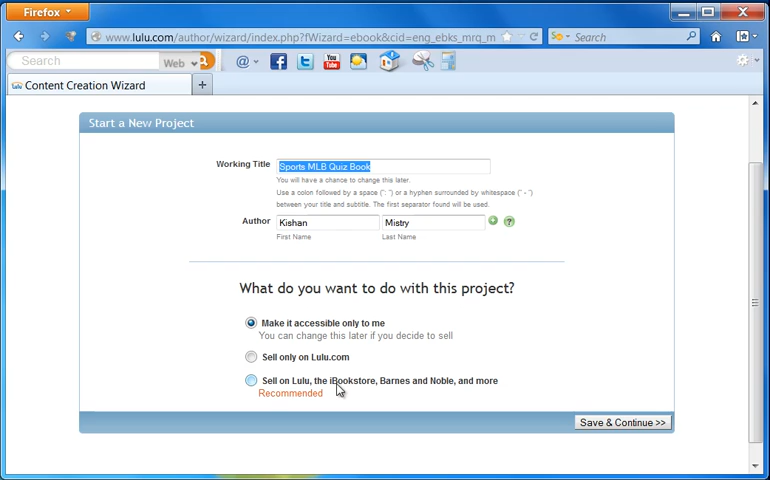 Firefox
www.lulu.com/author/wizard/index.php?fWizard=ebook&cid=eng_ebks_mrq_m
Search
Search
Web
Content Creation Wizard
Start a New Project
Working Title
Sports MLB Quiz Book
You will have a chance to change this later.
Use a colon followed by a space (": ") or a hyphen surrounded by whitespace (" - ")
between your title and subtitle. The first separator found will be used.
Author
Kishan
Mistry
First Name
Last Name
What do you want to do with this project?
Make it accessible only to me
You can change this later if you decide to sell
Sell only on Lulu.com
Sell on Lulu, the iBookstore, Barnes and Noble, and more
Recommended
Save & Continue >>